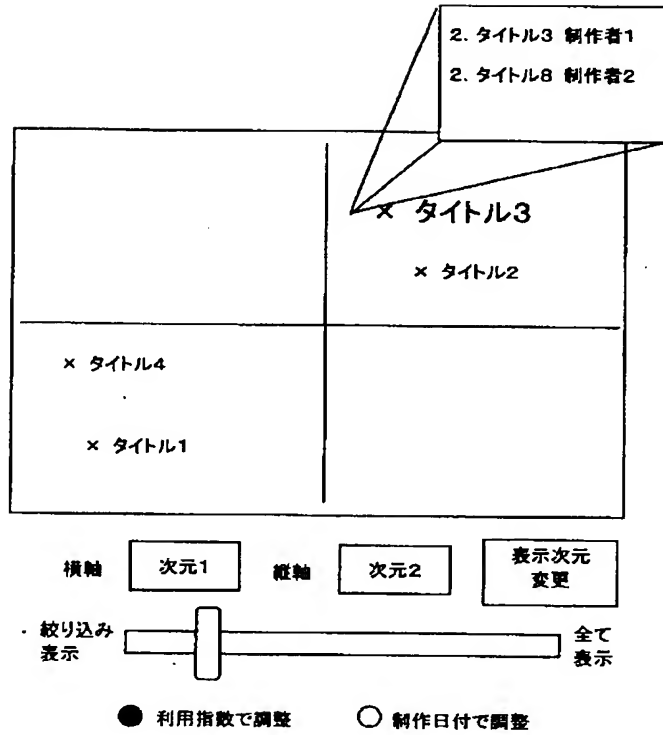 2. タイトル3 制作者1
2. タイトル8 制作者2
× タイトル3
× タイトル2
× タイトル4
× タイトル1
横軸 次元1 縦軸 次元2 表示次元
変更
絞り込み
表示
全て
表示
● 利用指数で調整 ○ 制作日付で調整